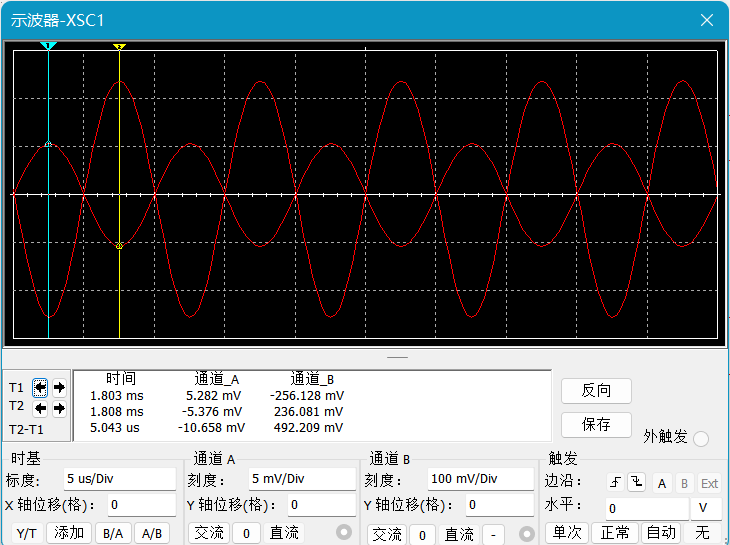 示波器-XSC1
1 2
时间 通道_A 通道_B
T1 1.803 ms 5.282 mV -256.128 mV
T2 1.808 ms -5.376 mV 236.081 mV
T2-T1 5.043 us -10.658 mV 492.209 mV
反向
保存
外触发
时基
标度: 5 us/Div
X 轴位移(格): 0
Y/T 添加 B/A A/B
通道 A
刻度: 5 mV/Div
Y 轴位移(格): 0
交流 0 直流
通道 B
刻度: 100 mV/Div
Y 轴位移(格): 0
交流 0 直流 -
触发
边沿: A B Ext
水平: 0 V
单次 正常 自动 无